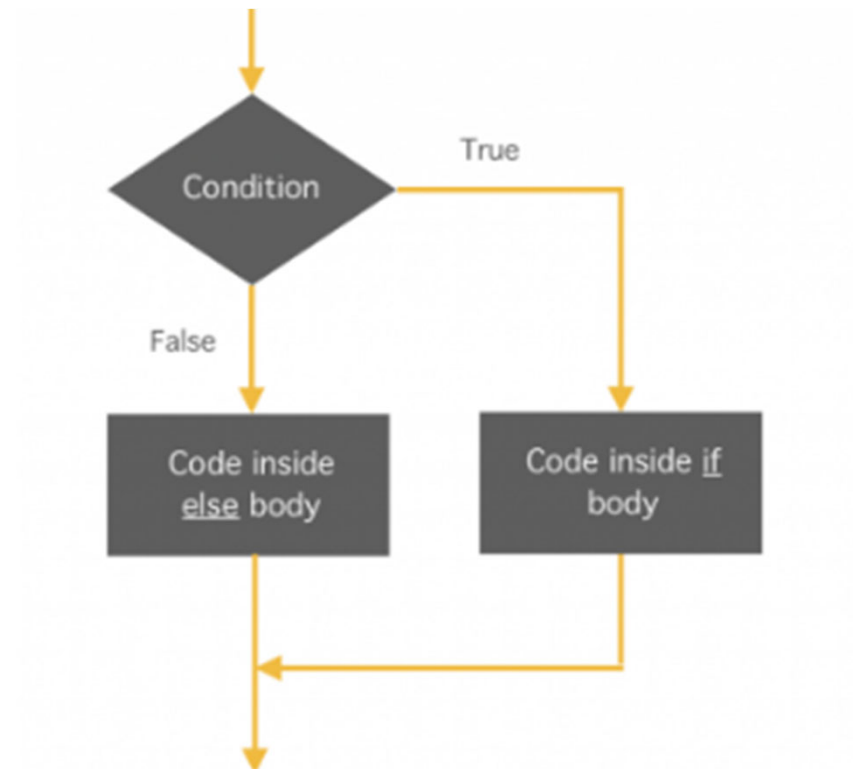 Condition
True
False
Code inside
else body
Code inside if
body